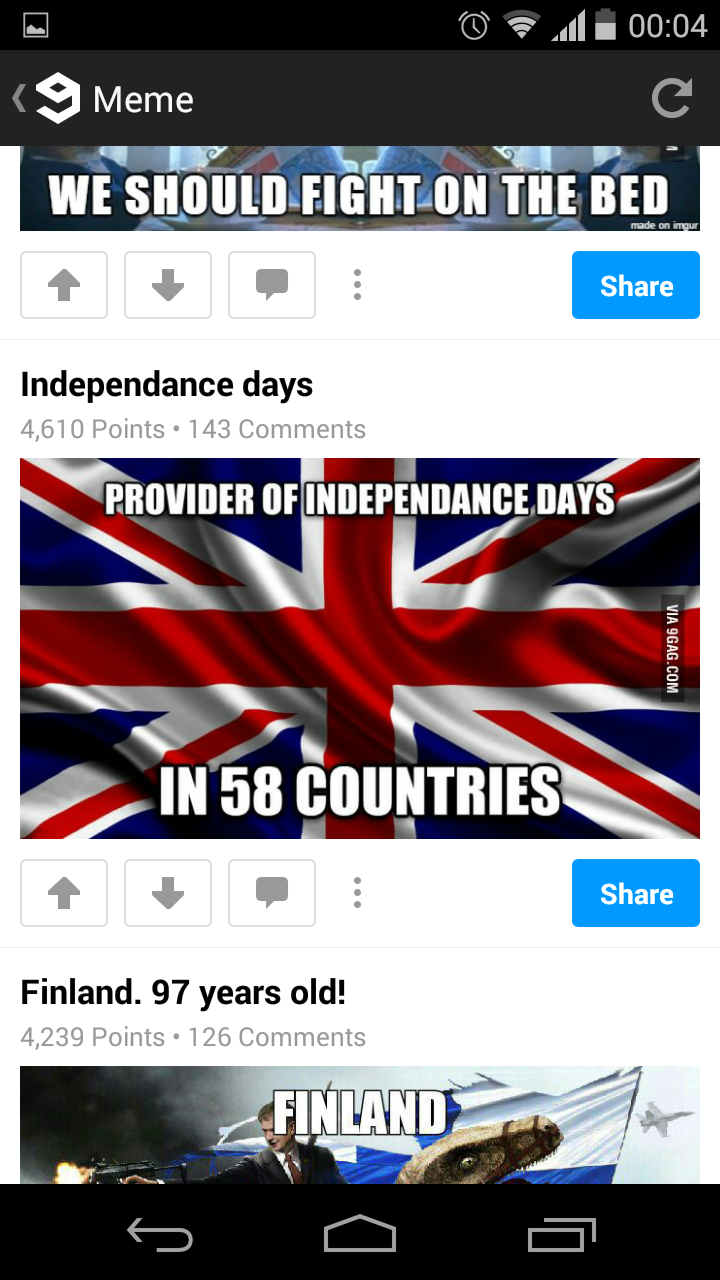 00:04
Meme
WE SHOULD FIGHT ON THE BED
made on imgur
Share
Independance days
4,610 Points • 143 Comments
PROVIDER OF INDEPENDANCE DAYS
VIA 9GAG.COM
IN 58 COUNTRIES
Share
Finland. 97 years old!
4,239 Points • 126 Comments
FINLAND